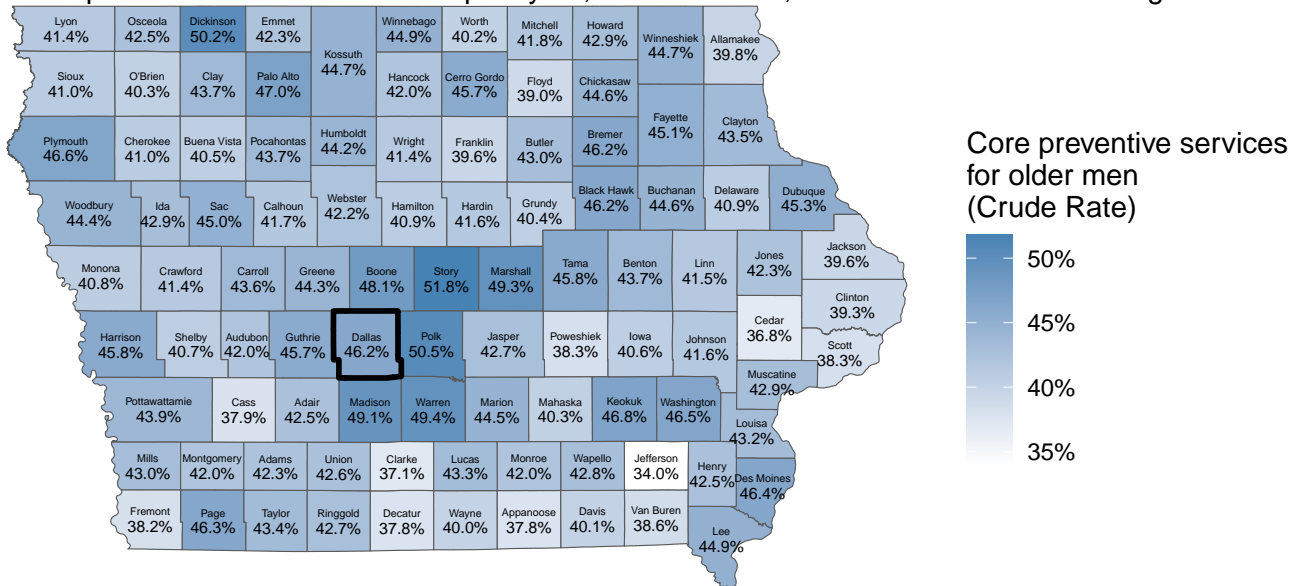 Lyon
41.4%
Osceola
42.5%
Dickinson
50.2%
Emmet
42.3%
Kossuth
44.7%
Winnebago
44.9%
Worth
40.2%
Mitchell
41.8%
Howard
42.9%
Winneshiek
44.7%
Allamakee
39.8%
Sioux
41.0%
O'Brien
40.3%
Clay
43.7%
Palo Alto
47.0%
Hancock
42.0%
Cerro Gordo
45.7%
Floyd
39.0%
Chickasaw
44.6%
Fayette
45.1%
Clayton
43.5%
Plymouth
46.6%
Cherokee
41.0%
Buena Vista
40.5%
Pocahontas
43.7%
Humboldt
44.2%
Wright
41.4%
Franklin
39.6%
Butler
43.0%
Bremer
46.2%
Woodbury
44.4%
Ida
42.9%
Sac
45.0%
Calhoun
41.7%
Webster
42.2%
Hamilton
40.9%
Hardin
41.6%
Grundy
40.4%
Black Hawk
46.2%
Buchanan
44.6%
Delaware
40.9%
Dubuque
45.3%
Monona
40.8%
Crawford
41.4%
Carroll
43.6%
Greene
44.3%
Boone
48.1%
Story
51.8%
Marshall
49.3%
Tama
45.8%
Benton
43.7%
Linn
41.5%
Jones
42.3%
Jackson
39.6%
Clinton
39.3%
Harrison
45.8%
Shelby
40.7%
Audubon
42.0%
Guthrie
45.7%
Dallas
46.2%
Polk
50.5%
Jasper
42.7%
Poweshiek
38.3%
Iowa
40.6%
Johnson
41.6%
Cedar
36.8%
Scott
38.3%
Muscatine
42.9%
Pottawattamie
43.9%
Cass
37.9%
Adair
42.5%
Madison
49.1%
Warren
49.4%
Marion
44.5%
Mahaska
40.3%
Keokuk
46.8%
Washington
46.5%
Louisa
43.2%
Mills
43.0%
Montgomery
42.0%
Adams
42.3%
Union
42.6%
Clarke
37.1%
Lucas
43.3%
Monroe
42.0%
Wapello
42.8%
Jefferson
34.0%
Henry
42.5%
Des Moines
46.4%
Fremont
38.2%
Page
46.3%
Taylor
43.4%
Ringgold
42.7%
Decatur
37.8%
Wayne
40.0%
Appanoose
37.8%
Davis
40.1%
Van Buren
38.6%
Lee
44.9%
Core preventive services
for older men
(Crude Rate)
50%
45%
40%
35%